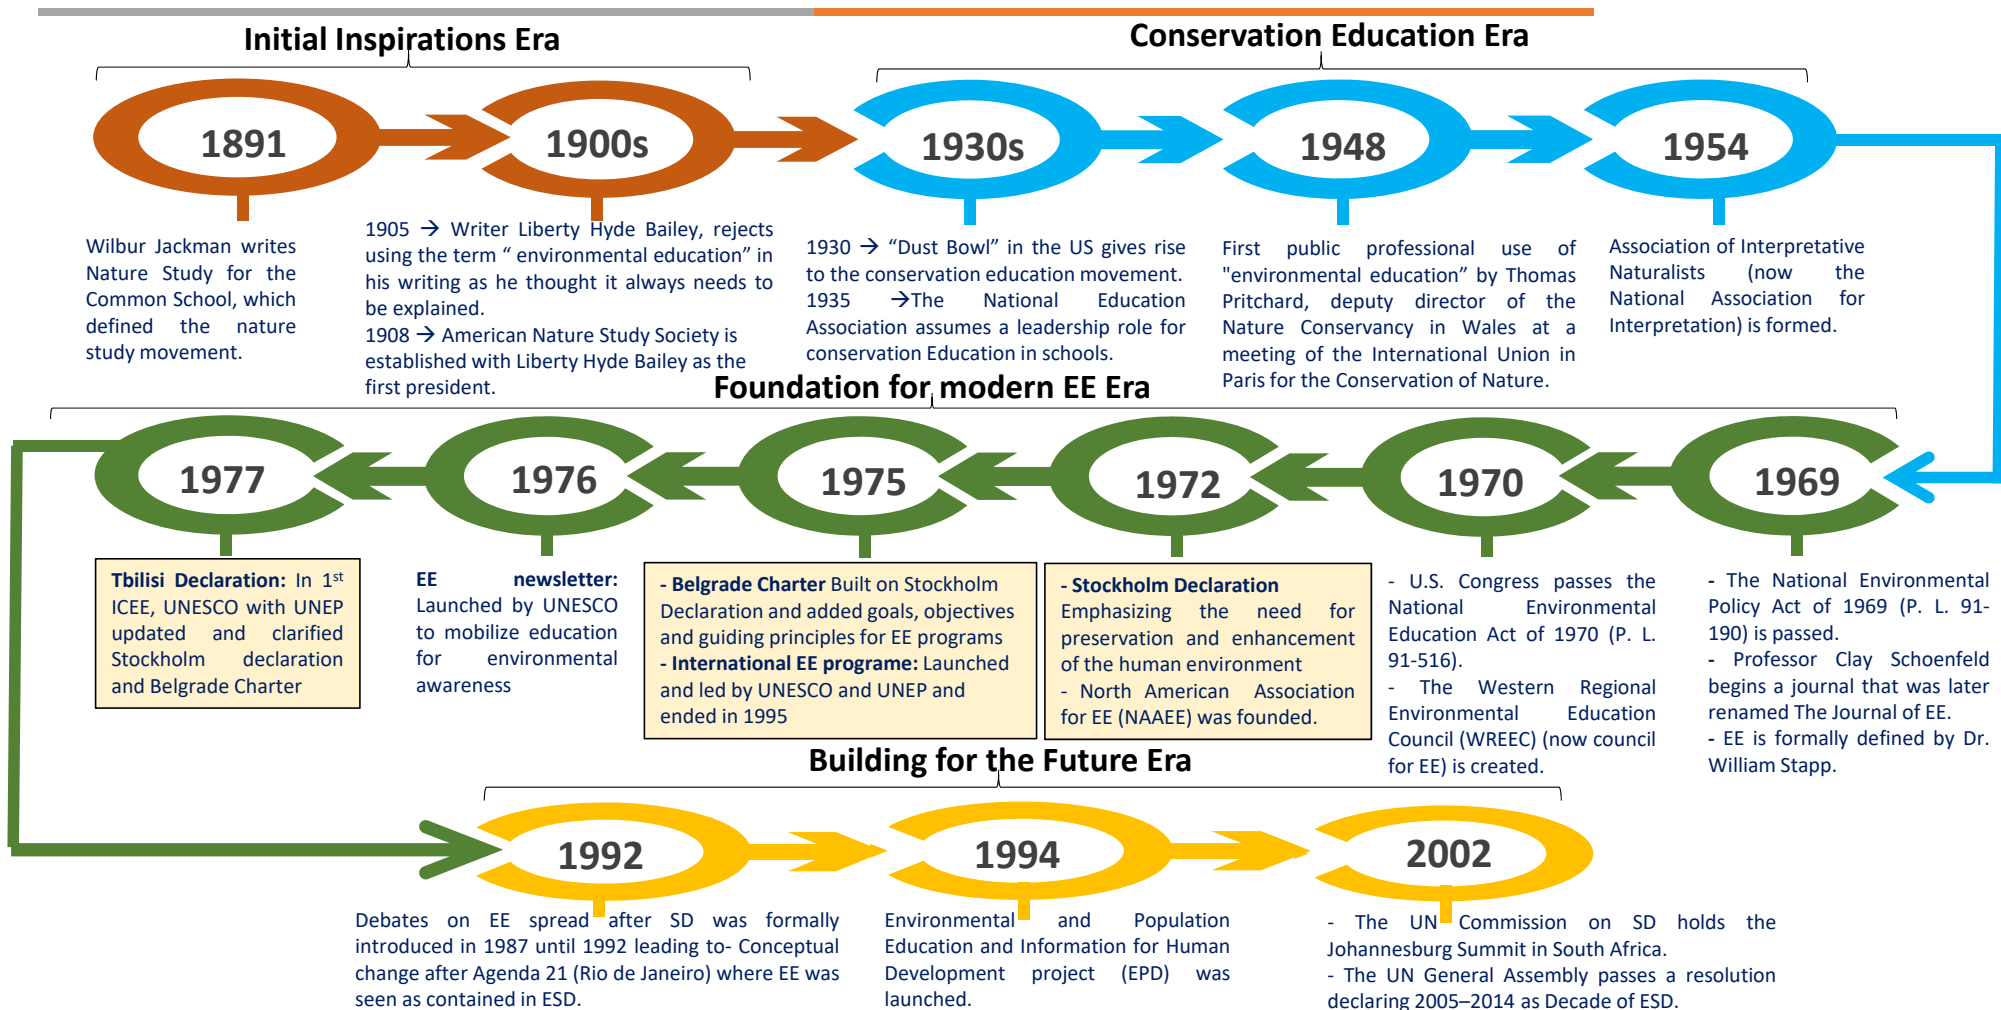 Initial Inspirations Era
Conservation Education Era
1891
1900s
1930s
1948
1954
Wilbur Jackman writes
Nature Study for the
Common School, which
defined the nature
study movement.
1905 → Writer Liberty Hyde Bailey, rejects
using the term “ environmental education” in
his writing as he thought it always needs to
be explained.
1908 → American Nature Study Society is
established with Liberty Hyde Bailey as the
first president.
1930 → “Dust Bowl” in the US gives rise
to the conservation education movement.
1935 →The National Education
Association assumes a leadership role for
conservation Education in schools.
First public professional use of
"environmental education” by Thomas
Pritchard, deputy director of the
Nature Conservancy in Wales at a
meeting of the International Union in
Paris for the Conservation of Nature.
Association of Interpretative
Naturalists (now the
National Association for
Interpretation) is formed.
Foundation for modern EE Era
1977
1976
1975
1972
1970
1969
Tbilisi Declaration: In 1st
ICEE, UNESCO with UNEP
updated and clarified
Stockholm declaration
and Belgrade Charter
EE newsletter:
Launched by UNESCO
to mobilize education
for environmental
awareness
- Belgrade Charter Built on Stockholm
Declaration and added goals, objectives
and guiding principles for EE programs
- International EE programe: Launched
and led by UNESCO and UNEP and
ended in 1995
- Stockholm Declaration
Emphasizing the need for
preservation and enhancement
of the human environment
- North American Association
for EE (NAAEE) was founded.
- U.S. Congress passes the
National Environmental
Education Act of 1970 (P. L.
91-516).
- The Western Regional
Environmental Education
Council (WREEC) (now council
for EE) is created.
- The National Environmental
Policy Act of 1969 (P. L. 91-
190) is passed.
- Professor Clay Schoenfeld
begins a journal that was later
renamed The Journal of EE.
- EE is formally defined by Dr.
William Stapp.
Building for the Future Era
1992
1994
2002
Debates on EE spread after SD was formally
introduced in 1987 until 1992 leading to- Conceptual
change after Agenda 21 (Rio de Janeiro) where EE was
seen as contained in ESD.
Environmental and Population
Education and Information for Human
Development project (EPD) was
launched.
- The UN Commission on SD holds the
Johannesburg Summit in South Africa.
- The UN General Assembly passes a resolution
declaring 2005–2014 as Decade of ESD.